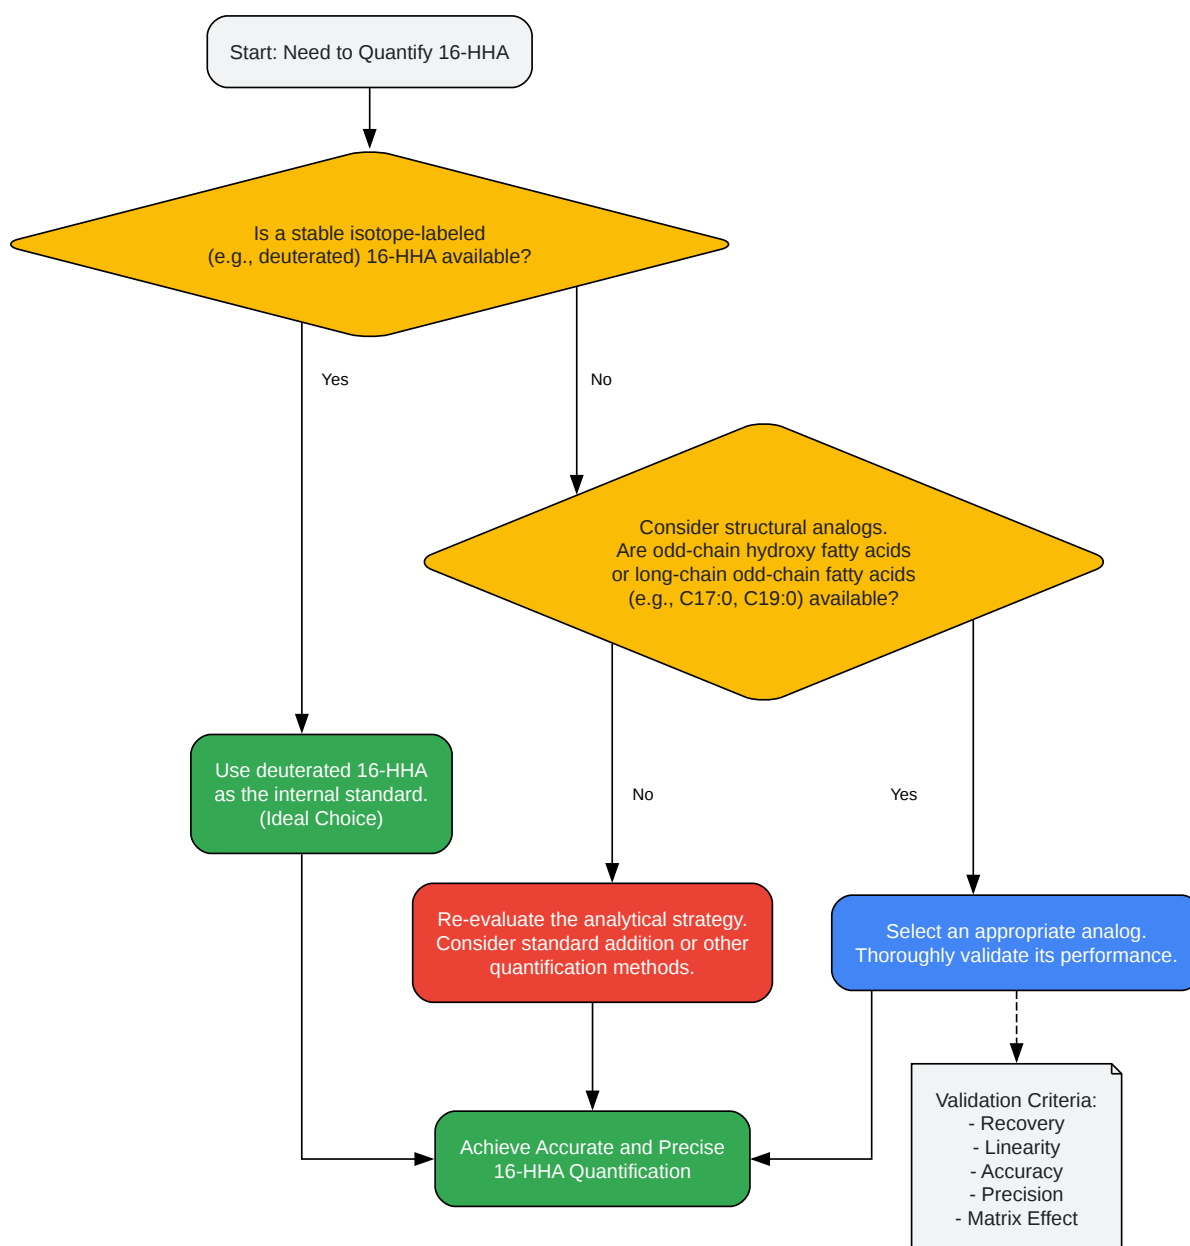 Start: Need to Quantify 16-HHA
Is a stable isotope-labeled
(e.g., deuterated) 16-HHA available?
Yes
No
Consider structural analogs.
Are odd-chain hydroxy fatty acids
or long-chain odd-chain fatty acids
(e.g., C17:0, C19:0) available?
Use deuterated 16-HHA
as the internal standard.
(Ideal Choice)
No
Yes
Re-evaluate the analytical strategy.
Consider standard addition or other
quantification methods.
Select an appropriate analog.
Thoroughly validate its performance.
Achieve Accurate and Precise
16-HHA Quantification
Validation Criteria:
- Recovery
- Linearity
- Accuracy
- Precision
- Matrix Effect